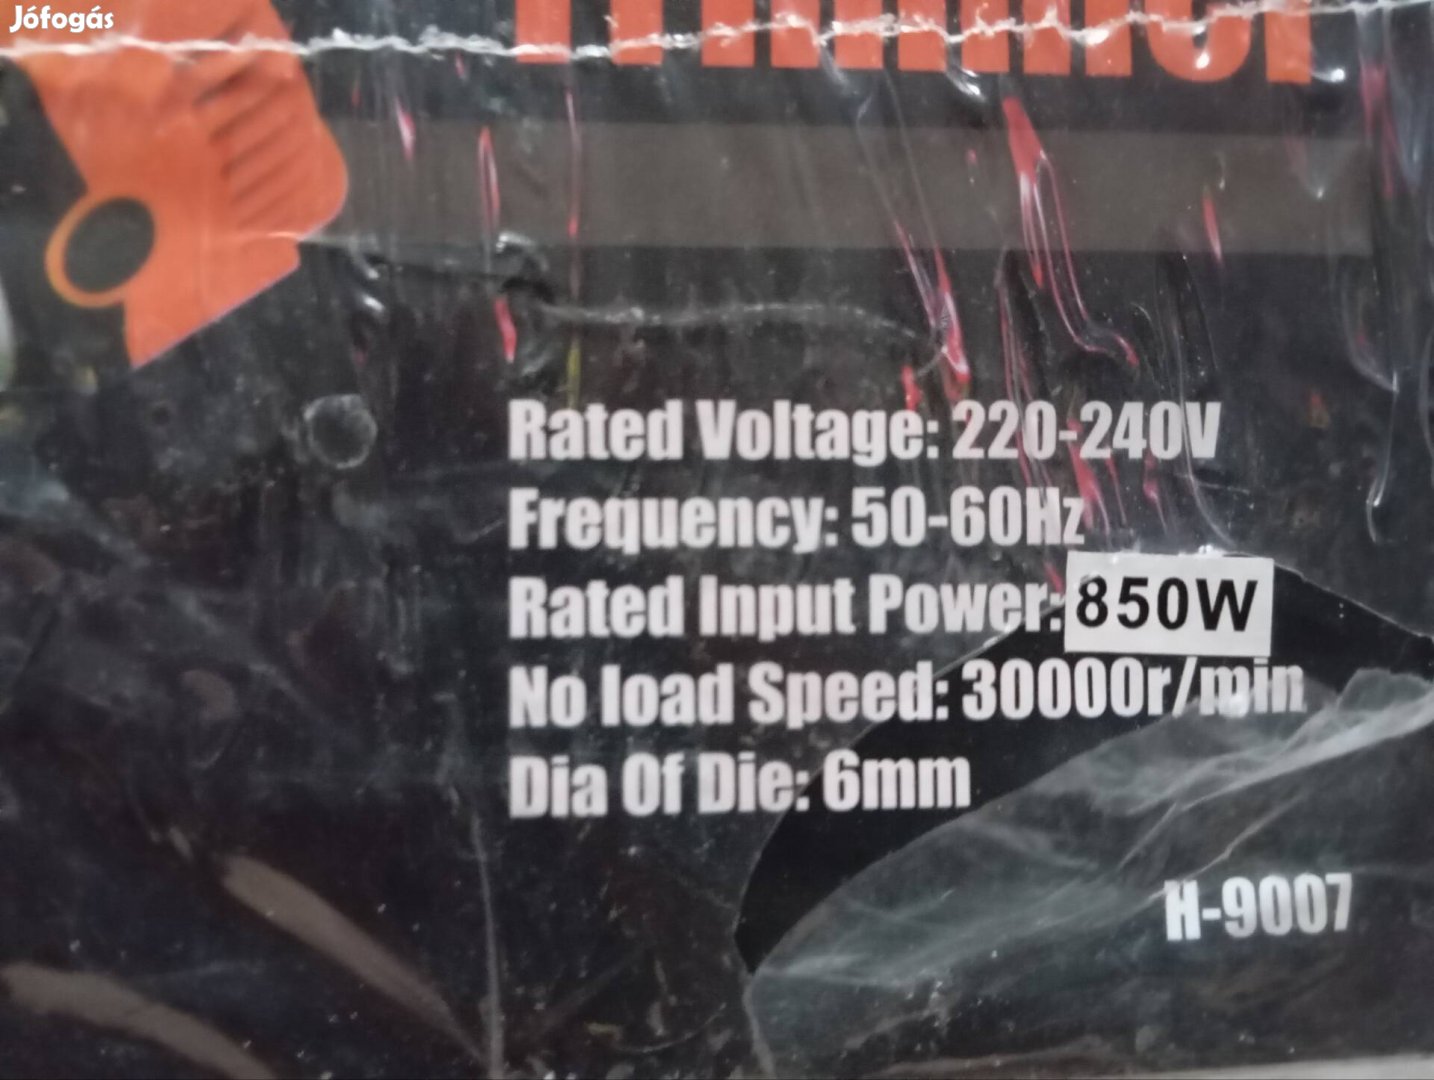 Jófogás
Rated Voltage: 220-240V
Frequency: 50-60Hz
Rated Input Power: 850W
No load Speed: 30000r/min
Dia Of Die: 6mm
H-9007